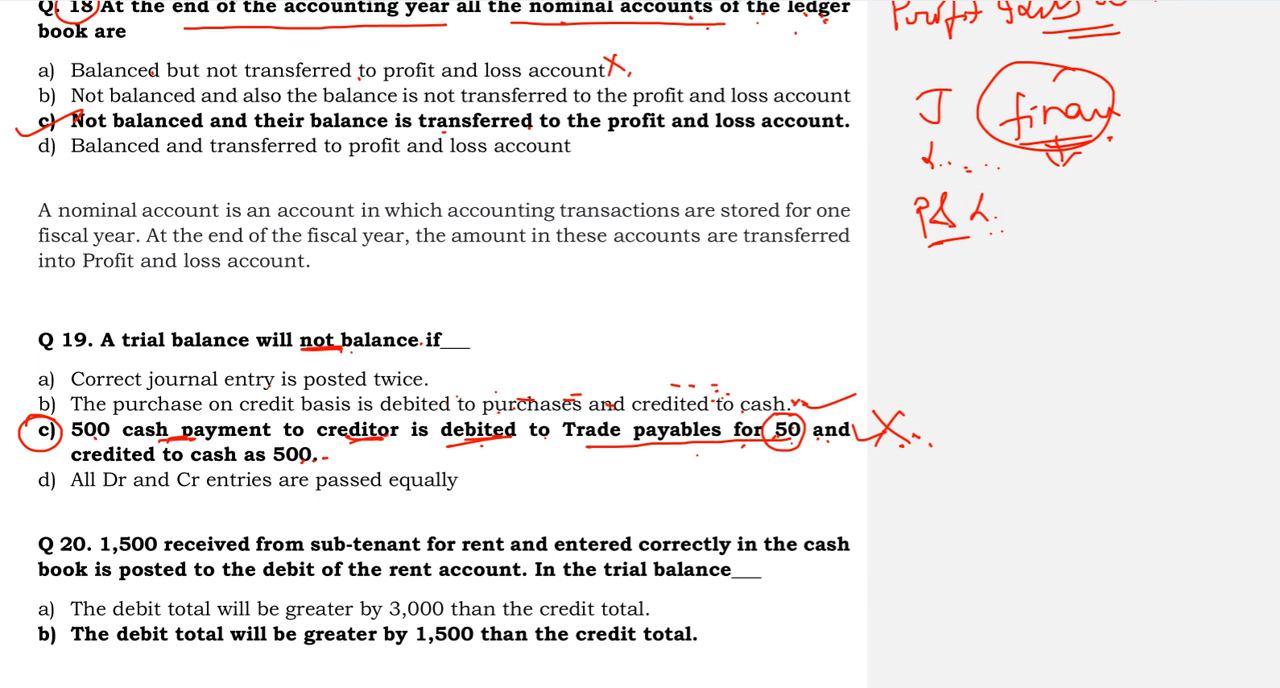 Q. 18 At the end of the accounting year all the nominal accounts of the ledger
book are
a) Balanced but not transferred to profit and loss account
b) Not balanced and also the balance is not transferred to the profit and loss account
c) Not balanced and their balance is transferred to the profit and loss account.
d) Balanced and transferred to profit and loss account
A nominal account is an account in which accounting transactions are stored for one
fiscal year. At the end of the fiscal year, the amount in these accounts are transferred
into Profit and loss account.
Q 19. A trial balance will not balance if___
a) Correct journal entry is posted twice.
b) The purchase on credit basis is debited to purchases and credited to cash.
c) 500 cash payment to creditor is debited to Trade payables for 50 and
credited to cash as 500.
d) All Dr and Cr entries are passed equally
Q 20. 1,500 received from sub-tenant for rent and entered correctly in the cash
book is posted to the debit of the rent account. In the trial balance___
a) The debit total will be greater by 3,000 than the credit total.
b) The debit total will be greater by 1,500 than the credit total.
Profit
J
L